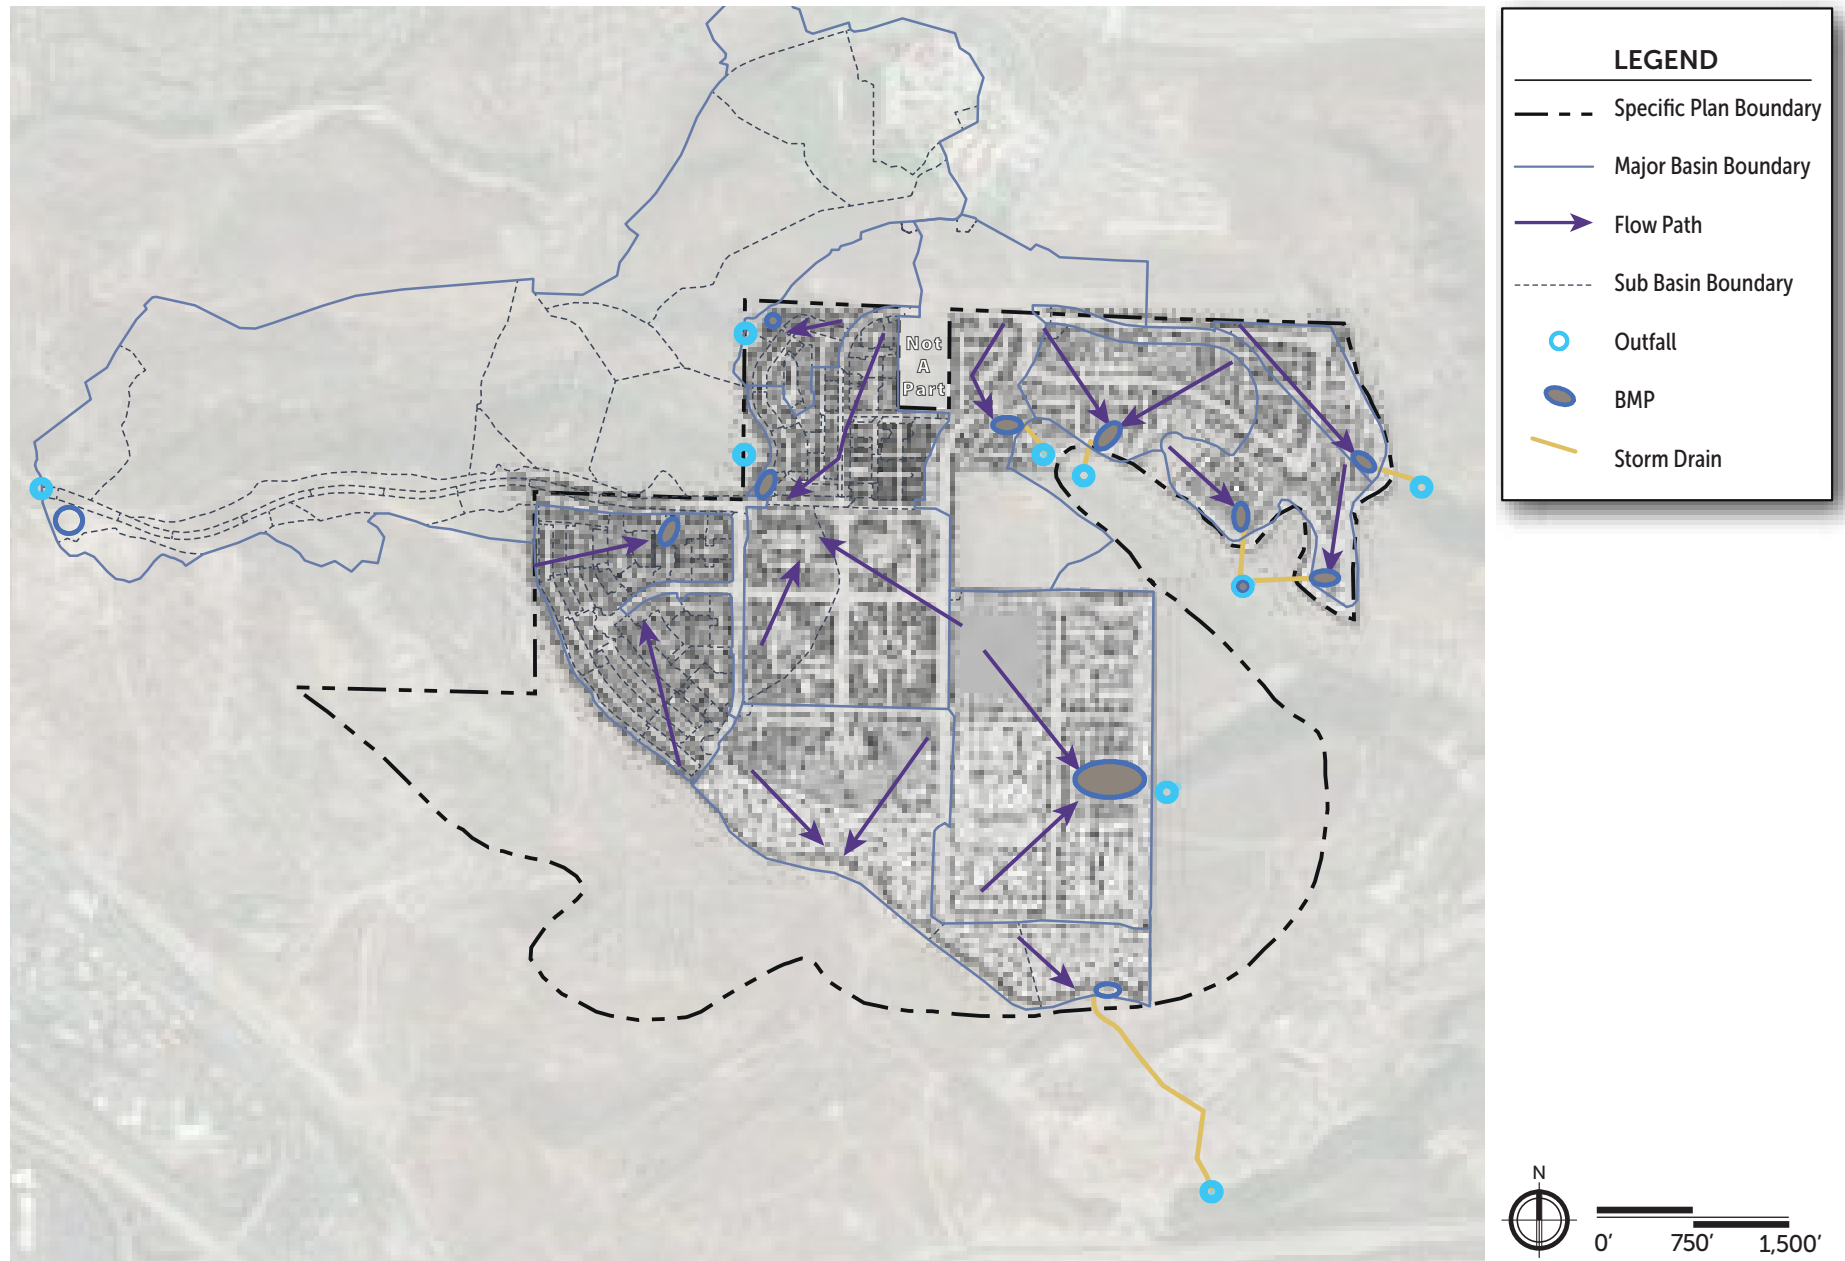 LEGEND
Specific Plan Boundary
Major Basin Boundary
Flow Path
Sub Basin Boundary
Outfall
BMP
Storm Drain
Not
A
Part
N
0’ 750’ 1,500’